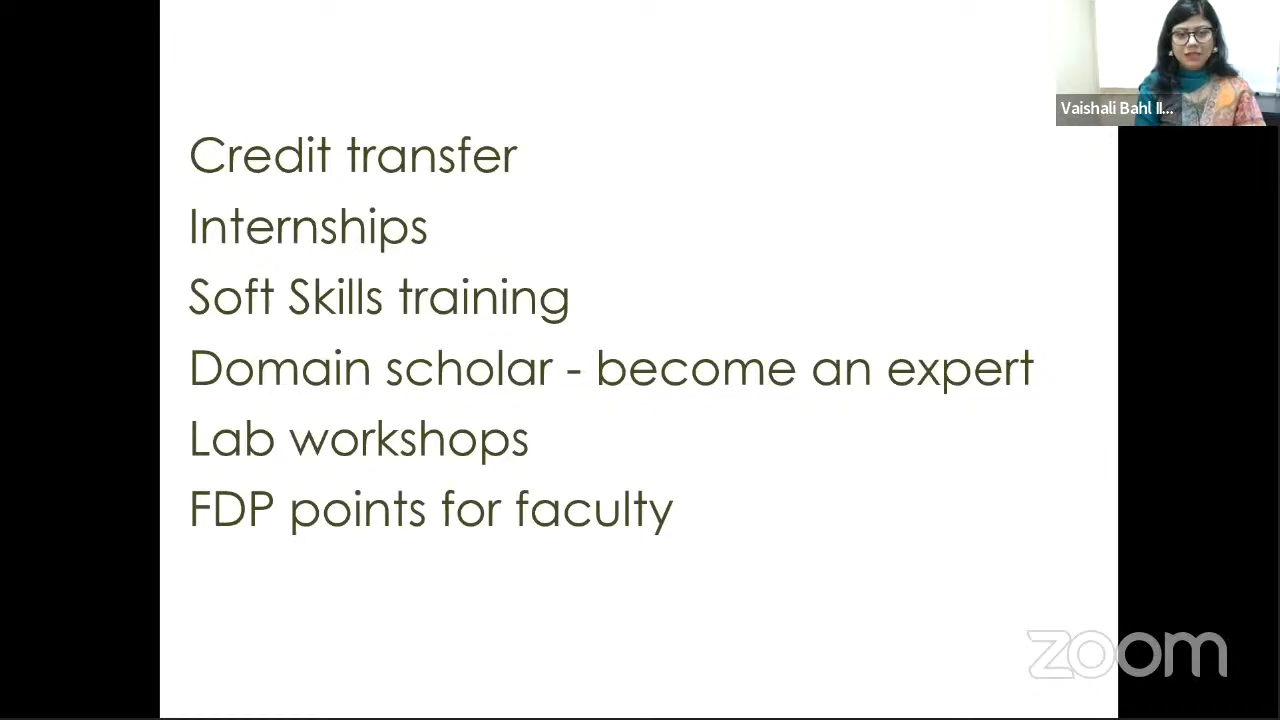 Vaishali Bahl II...
Credit transfer
Internships
Soft Skills training
Domain scholar - become an expert
Lab workshops
FDP points for faculty
zoom